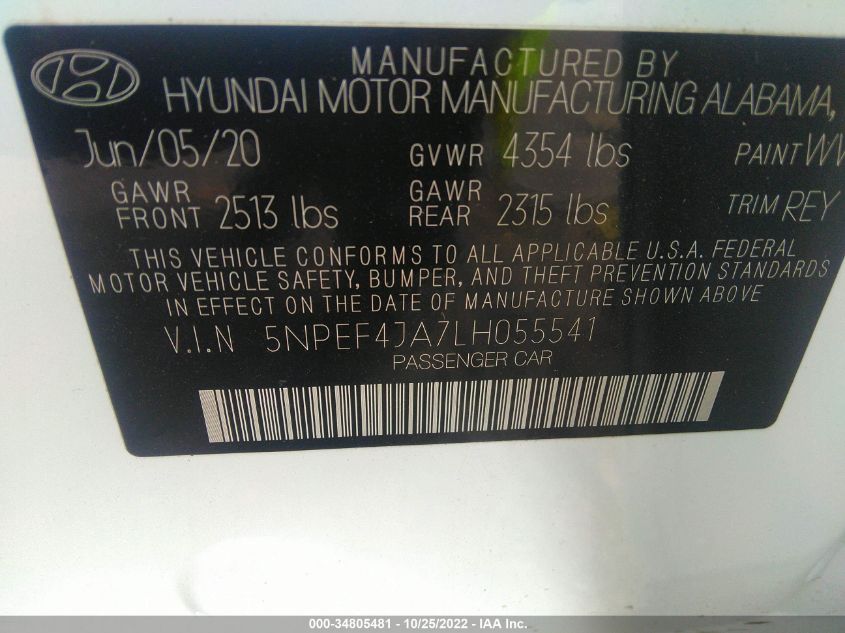 MANUFACTURED BY
HYUNDAI MOTOR MANUFACTURING ALABAMA,
Jun/05/20 GVWR 4354 lbs PAINT
GAWR FRONT 2513 lbs GAWR REAR 2315 lbs TRIM REY
THIS VEHICLE CONFORMS TO ALL APPLICABLE U.S.A. FEDERAL
MOTOR VEHICLE SAFETY, BUMPER, AND THEFT PREVENTION STANDARDS
IN EFFECT ON THE DATE OF MANUFACTURE SHOWN ABOVE
V.I.N 5NPEF4JA7LH055541
PASSENGER CAR
000-34805481 - 10/25/2022 - IAA Inc.